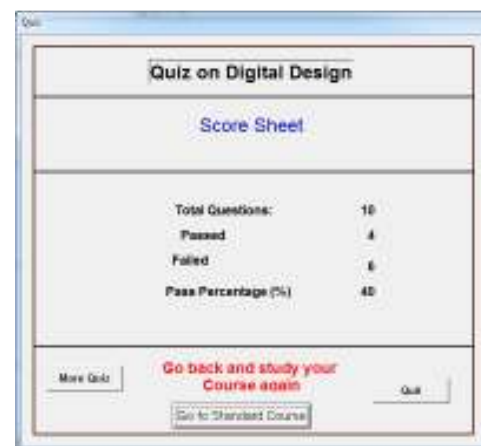 Quiz
Quiz on Digital Design
Score Sheet
Total Questions: 10
Passed 4
Failed 6
Pass Percentage (%) 40
Go back and study your
Course again
More Quiz
Quit
Go to Standard Course